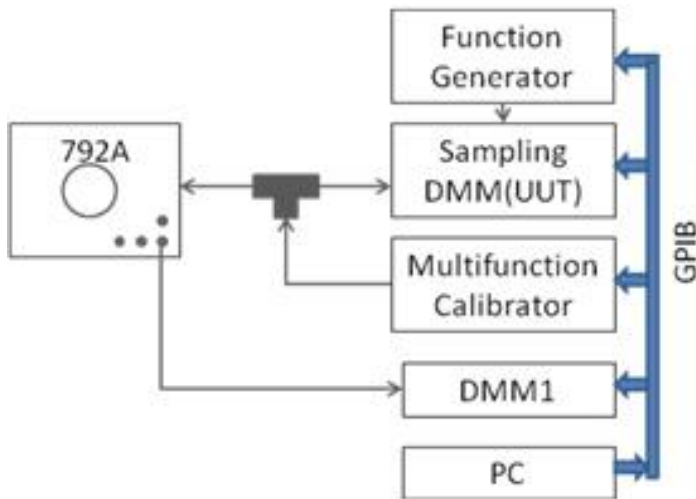 Function
Generator
792A
Sampling
DMM(UUT)
Multifunction
Calibrator
GPIB
DMM1
PC